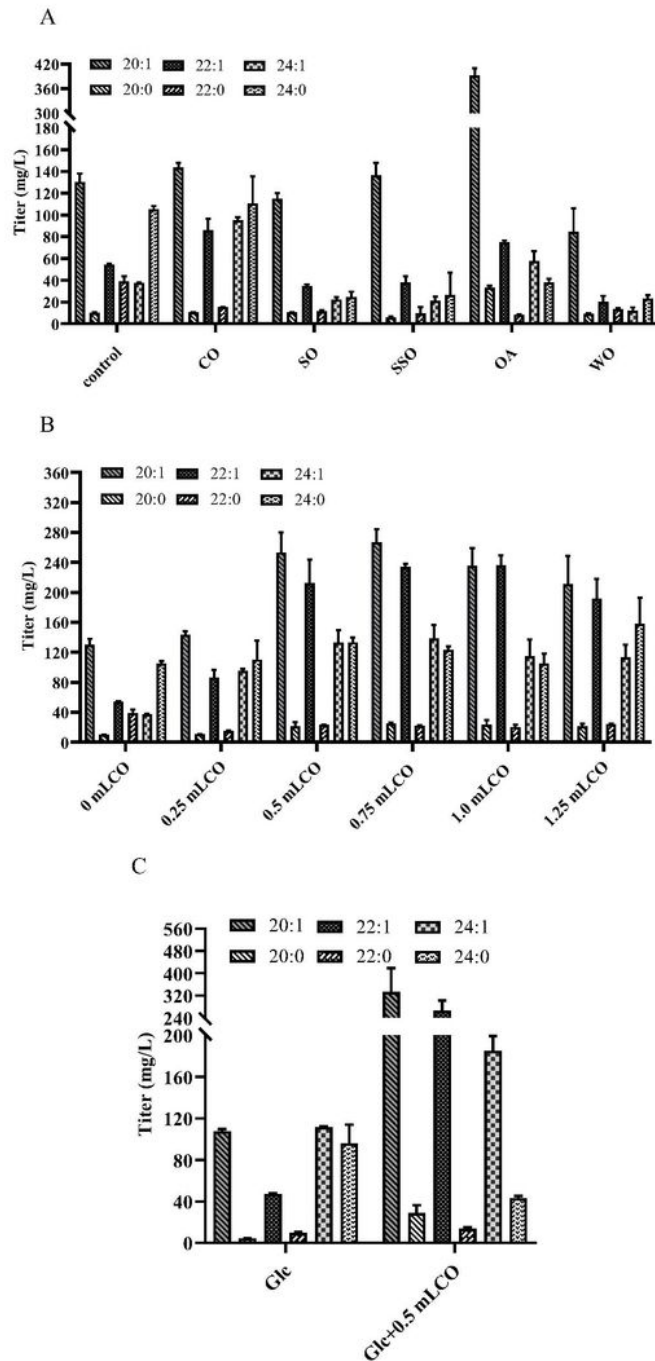 A
20:1 22:1 24:1
20:0 22:0 24:0
420
360
300
180
160
140
120
100
80
60
40
20
0
Titer (mg/L)
control CO SO SSO OA WO
B
20:1 22:1 24:1
20:0 22:0 24:0
360
320
280
240
200
160
120
80
40
0
Titer (mg/L)
0 mLCO 0.25 mLCO 0.5 mLCO 0.75 mLCO 1.0 mLCO 1.25 mLCO
C
20:1 22:1 24:1
20:0 22:0 24:0
560
480
400
320
240
200
160
120
80
40
0
Titer (mg/L)
Glc Glc+0.5 mLCO